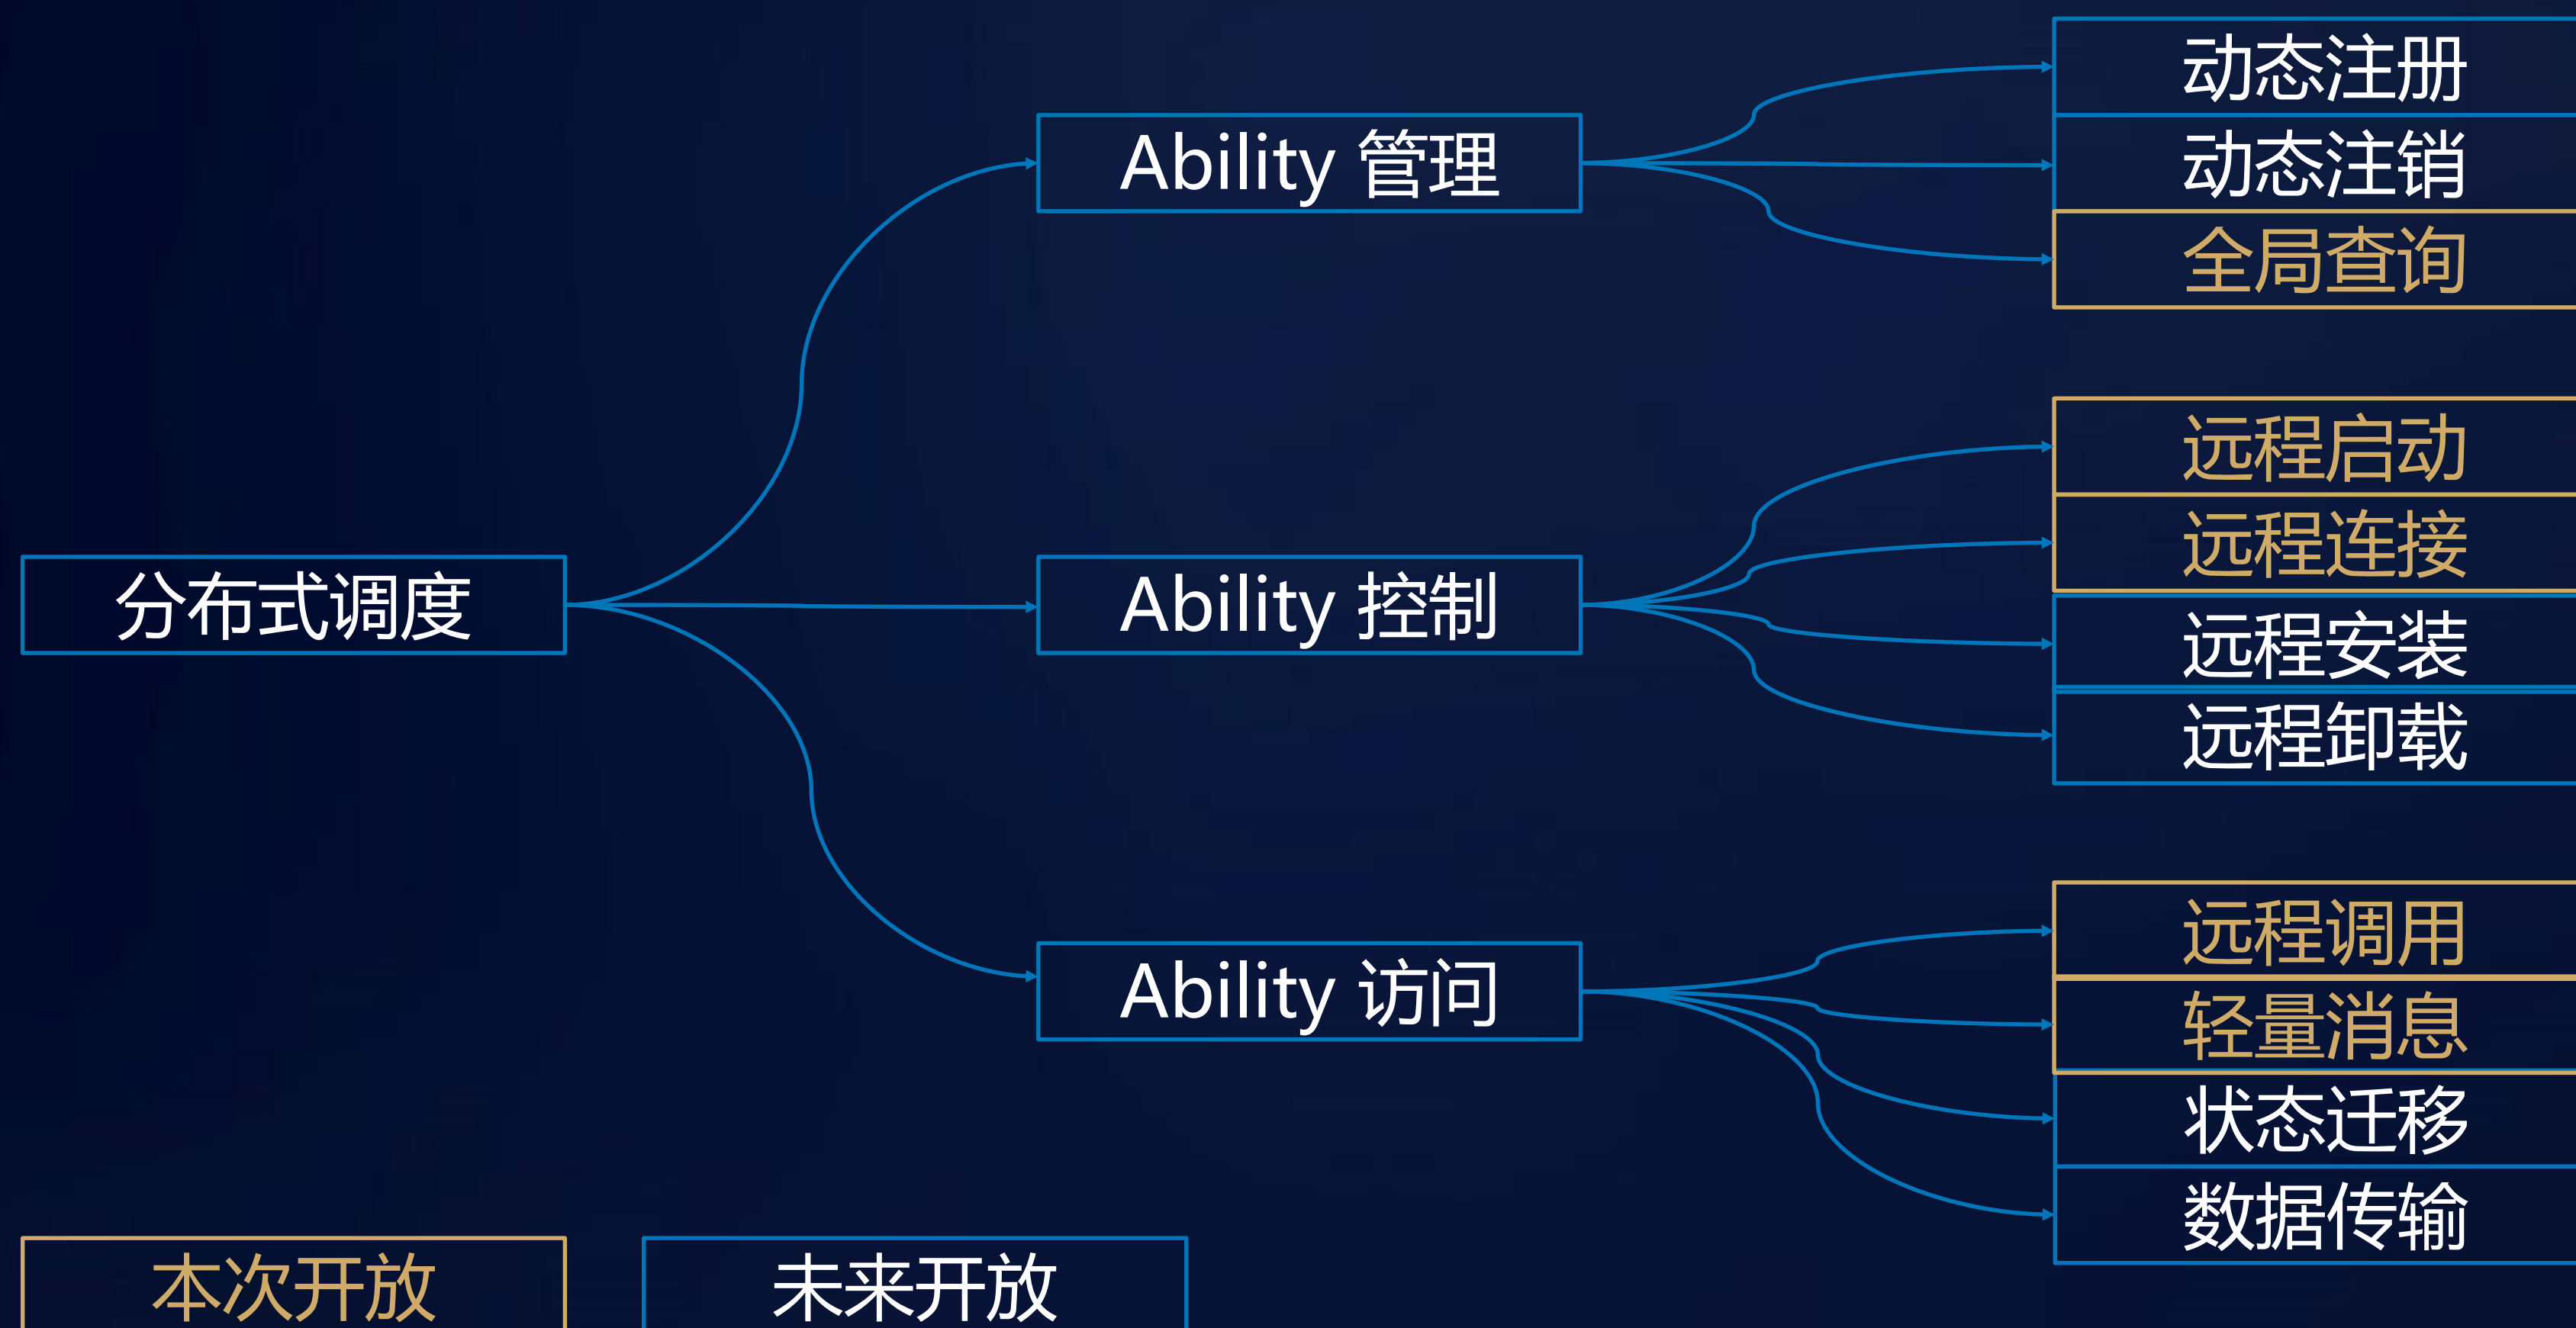 分布式调度
Ability 管理
动态注册
动态注销
全局查询
Ability 控制
远程启动
远程连接
远程安装
远程卸载
Ability 访问
远程调用
轻量消息
状态迁移
数据传输
本次开放
未来开放